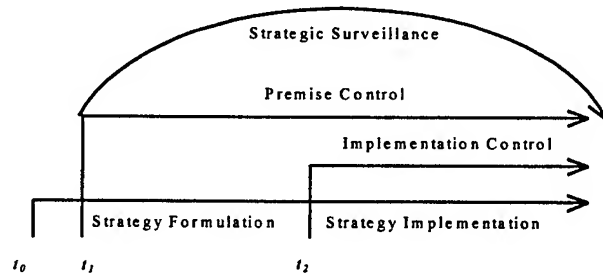 Strategic Surveillance
Premise Control
Implementation Control
Strategy Formulation Strategy Implementation
t0 t1 t2